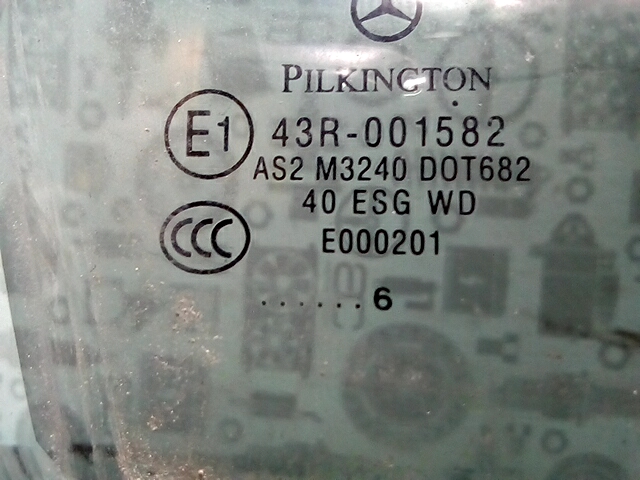 PILKINGTON
E1 43R-001582
AS2 M3240 DOT682
40 ESG WD
CCC E000201
......6